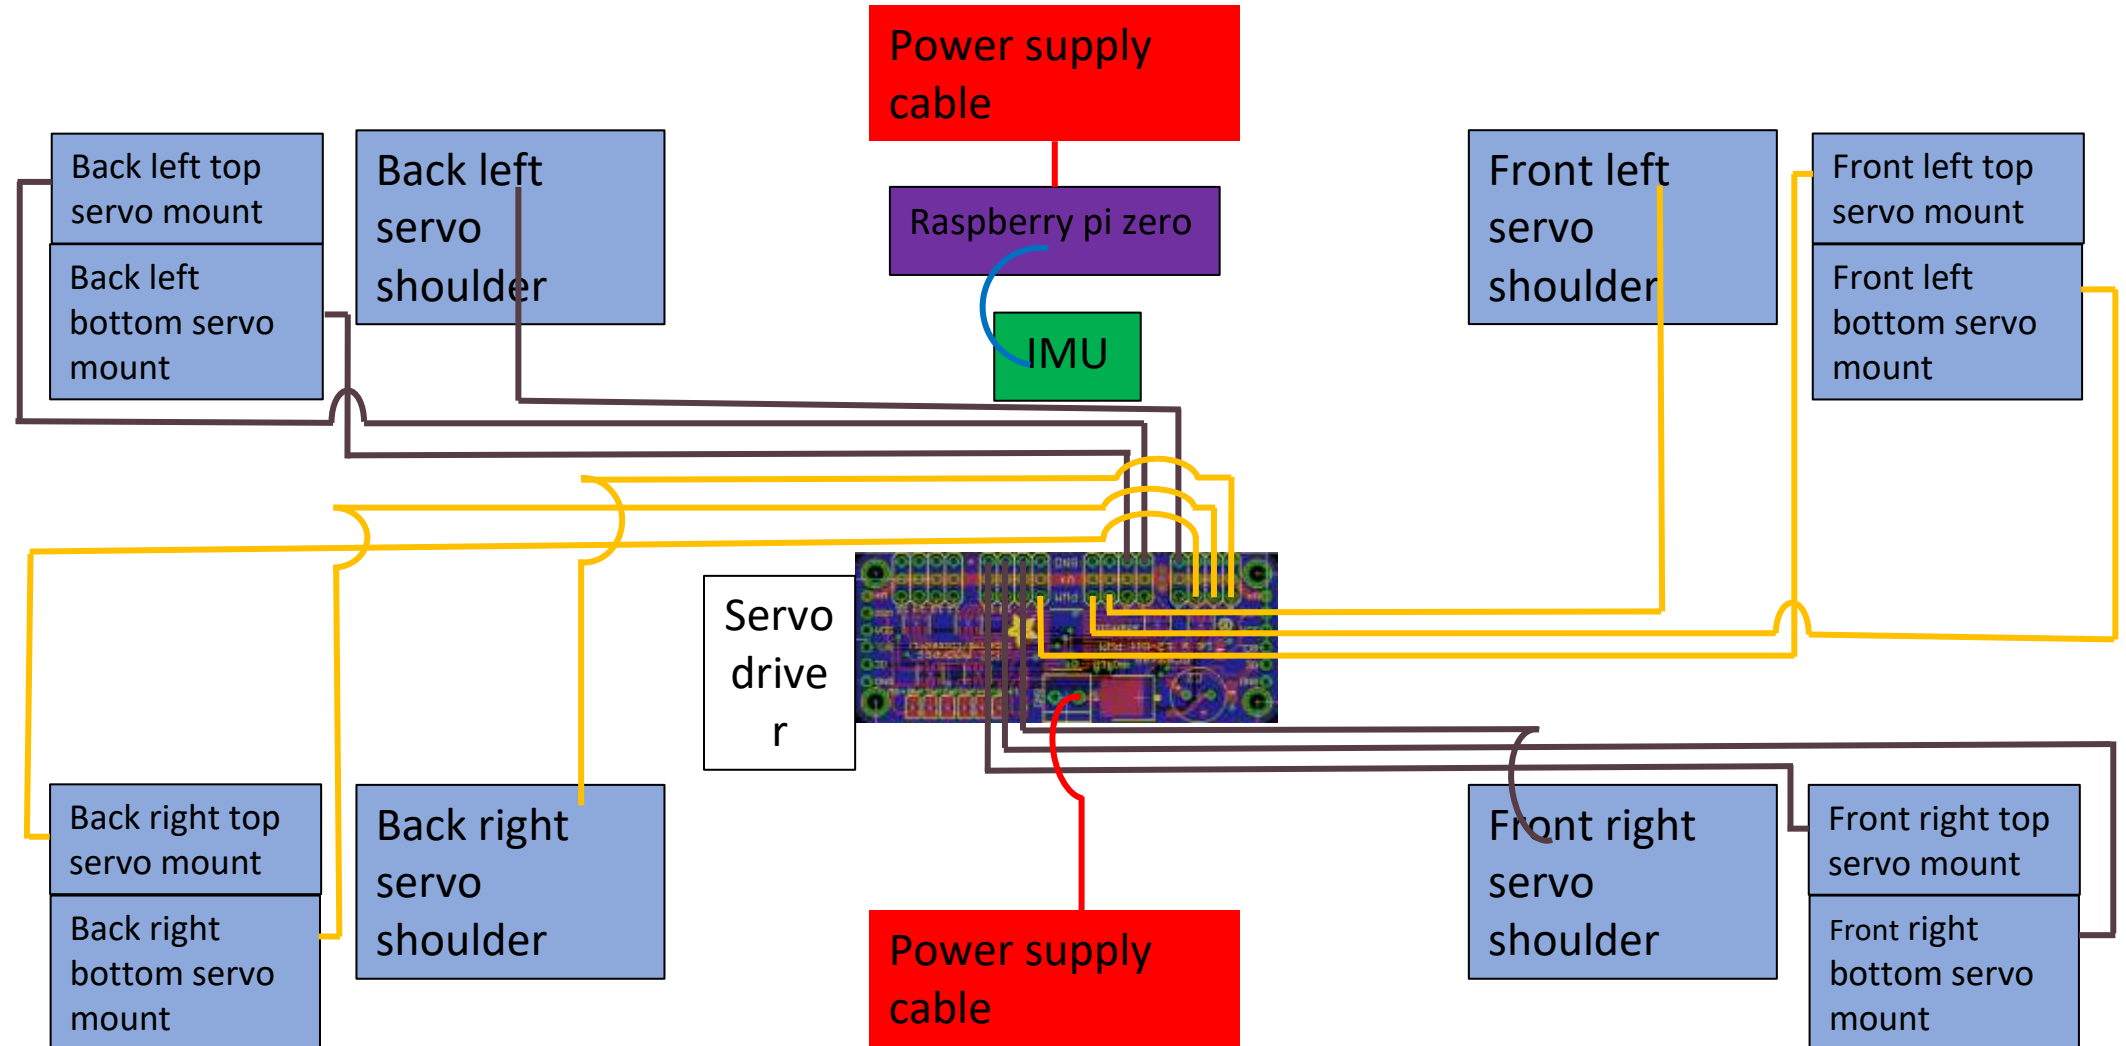 Power supply
cable
Back left top
servo mount
Back left
servo
shoulder
Raspberry pi zero
Front left
servo
shoulder
Front left top
servo mount
Back left
bottom servo
mount
IMU
Front left
bottom servo
mount
Servo
drive
r
Back right top
servo mount
Back right
servo
shoulder
Front right
servo
shoulder
Front right top
servo mount
Back right
bottom servo
mount
Power supply
cable
Front right
bottom servo
mount